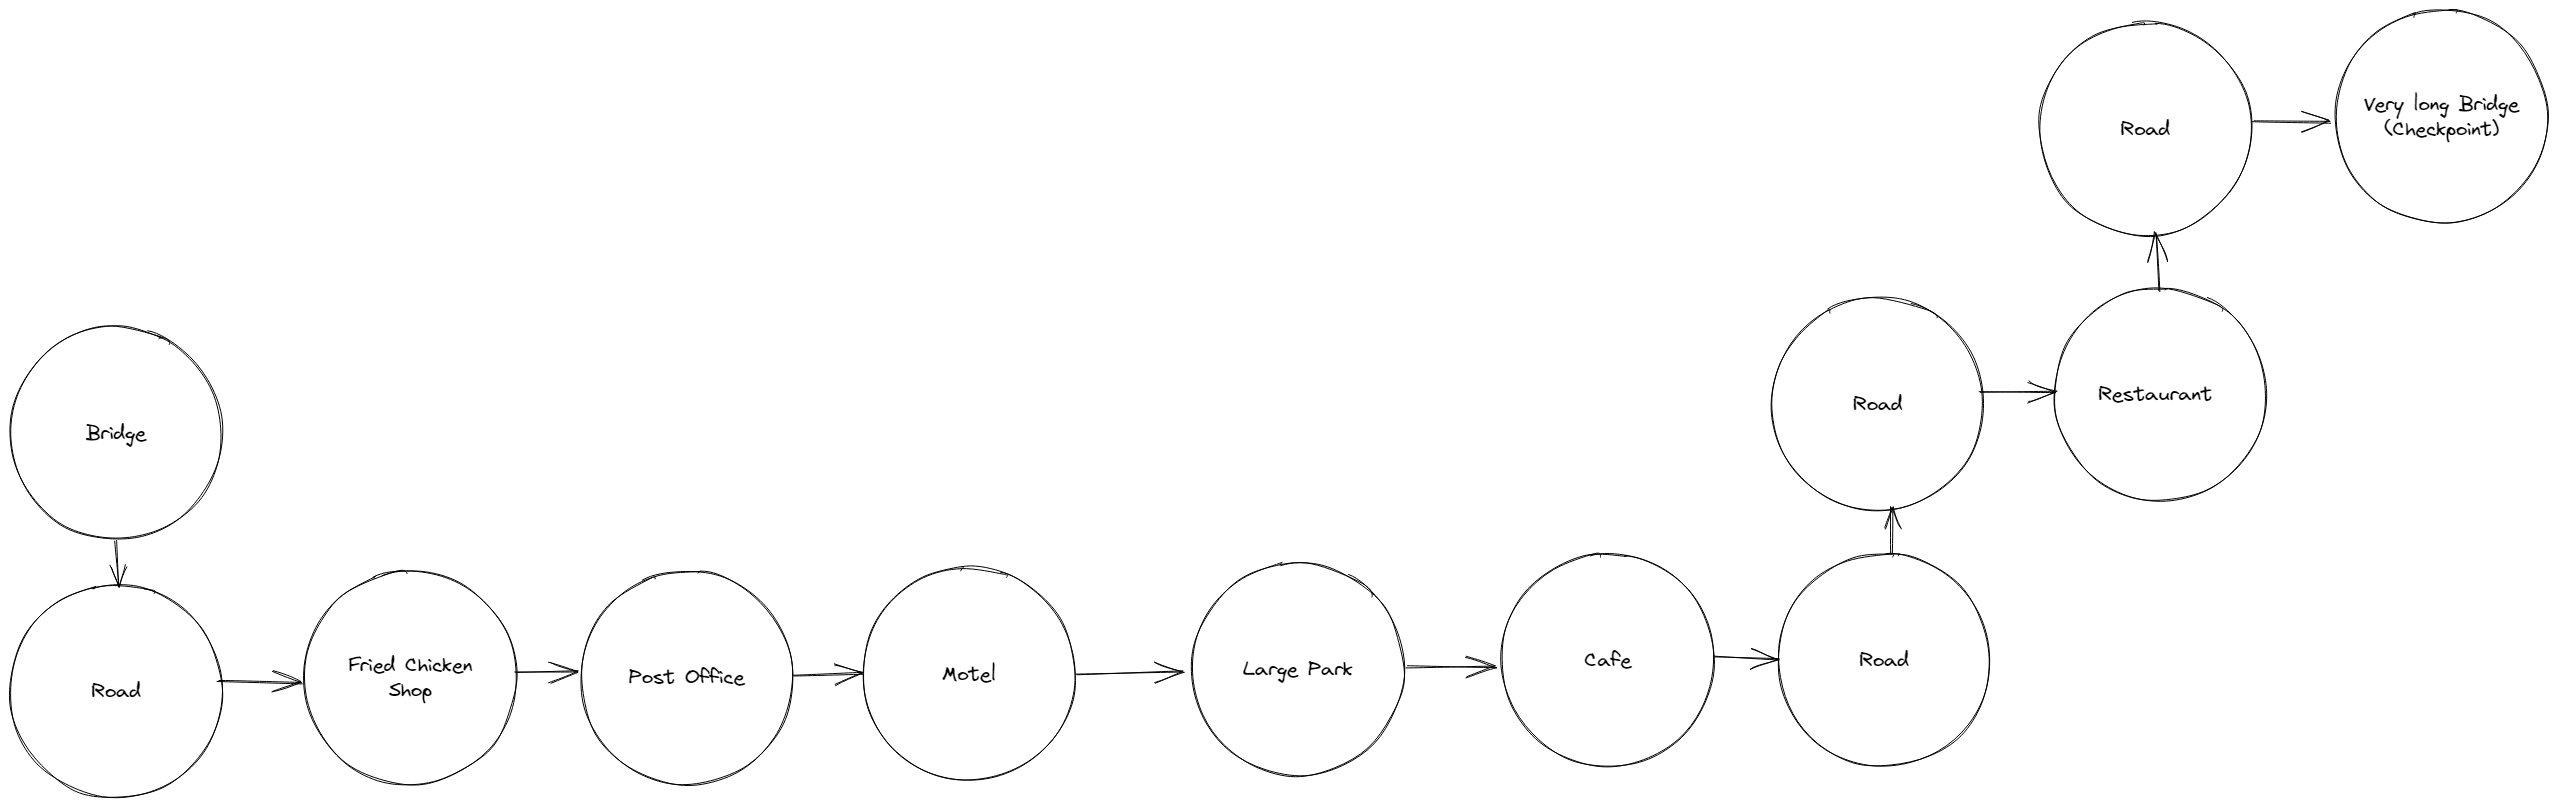 Bridge
Road
Fried Chicken
Shop
Post Office
Motel
Large Park
Cafe
Road
Road
Restaurant
Road
Very long Bridge
(Checkpoint)